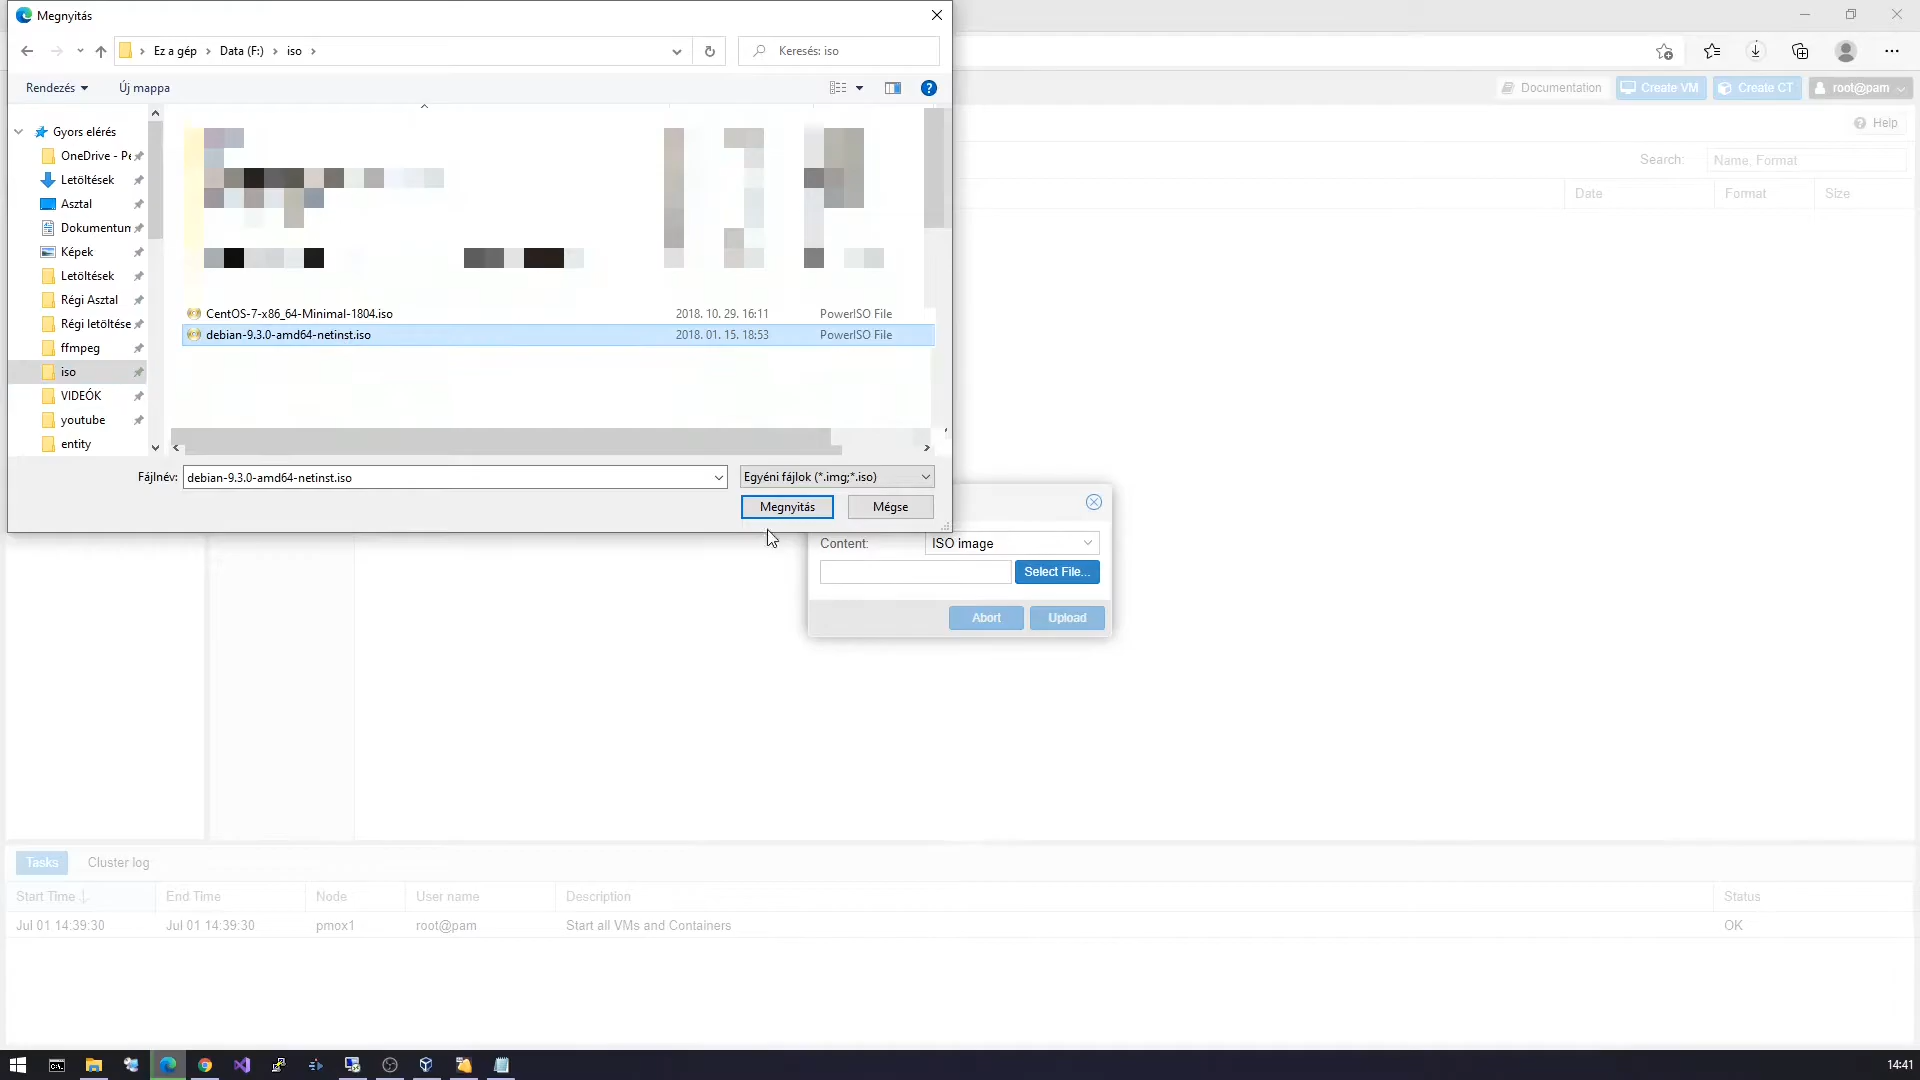 Megnyitás
Ez a gép
Data (F:)
iso
Keresés: iso
Rendezés
Új mappa
Documentation
Create VM
Create CT
root@pam
Help
Search:
Name, Format
Date
Format
Size
Gyors elérés
OneDrive - Pe
Letöltések
Asztal
Dokumentum
Képek
Letöltések
Régi Asztal
Régi letöltése
ffmpeg
iso
VIDEÓK
youtube
entity
CentOS-7-x86_64-Minimal-1804.iso 2018. 10. 29. 16:11 PowerISO File
debian-9.3.0-amd64-netinst.iso 2018. 01. 15. 18:53 PowerISO File
Fájlnév: debian-9.3.0-amd64-netinst.iso Egyéni fájlok (*.img;*.iso)
Megnyitás Mégse
Content: ISO image
Select File...
Abort Upload
Tasks Cluster log
Start Time End Time Node User name Description Status
Jul 01 14:39:30 Jul 01 14:39:30 pmox1 root@pam Start all VMs and Containers OK
14:41